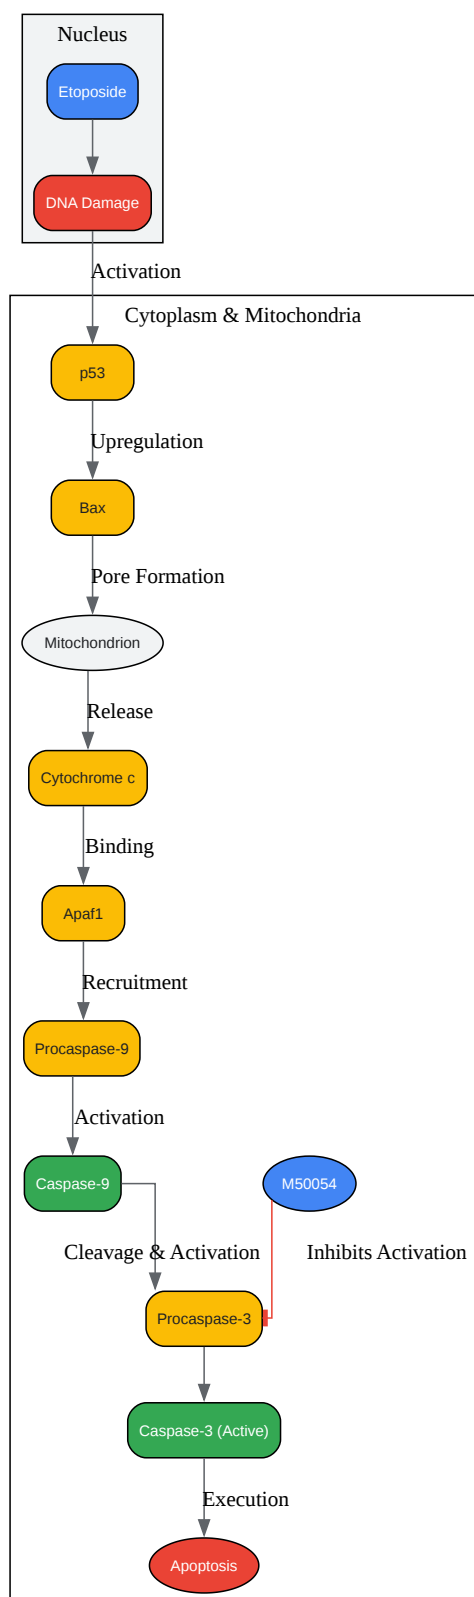 Nucleus
Etoposide
DNA Damage
Activation
Cytoplasm & Mitochondria
p53
Upregulation
Bax
Pore Formation
Mitochondrion
Release
Cytochrome c
Binding
Apaf1
Recruitment
Procaspase-9
Activation
Caspase-9
M50054
Cleavage & Activation
Inhibits Activation
Procaspase-3
Caspase-3 (Active)
Execution
Apoptosis